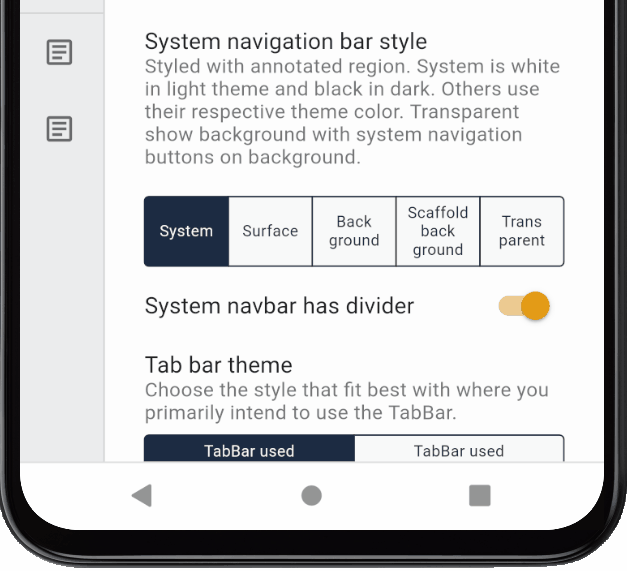 System navigation bar style
Styled with annotated region. System is white
in light theme and black in dark. Others use
their respective theme color. Transparent
show background with system navigation
buttons on background.
System
Surface
Back
ground
Scaffold
back
ground
Trans
parent
System navbar has divider
Tab bar theme
Choose the style that fit best with where you
primarily intend to use the TabBar.
TabBar used
TabBar used